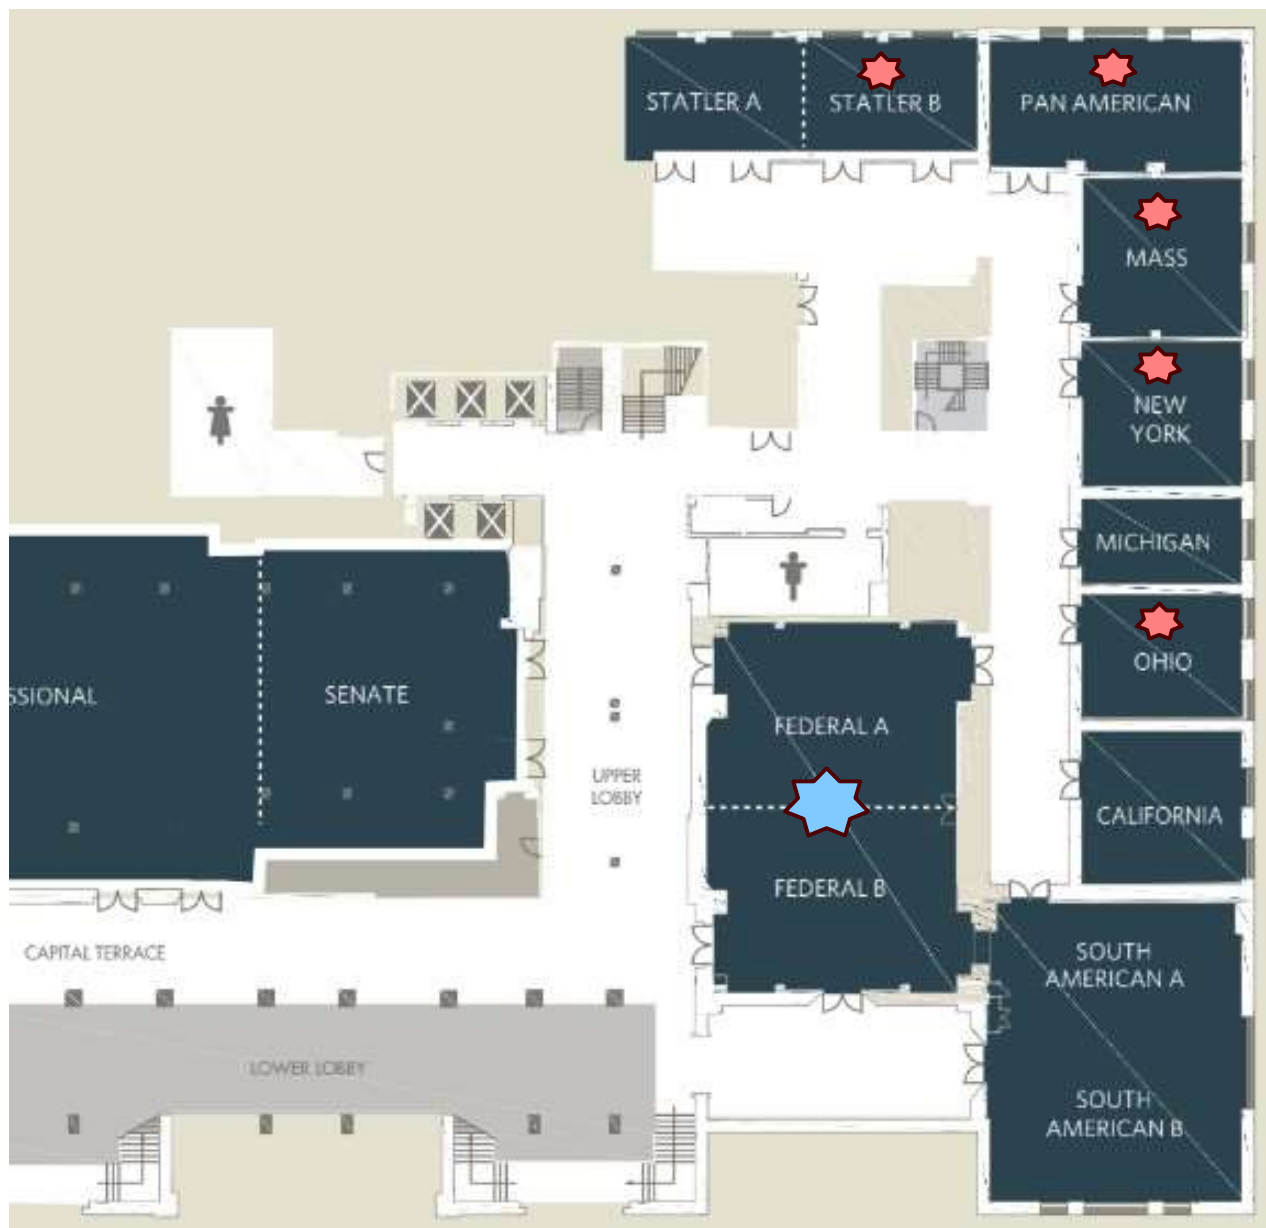 STATLER A
STATLER B
PAN AMERICAN
MASS
NEW
YORK
MICHIGAN
OHIO
SSIONAL
SENATE
FEDERAL A
UPPER
LOBBY
CALIFORNIA
FEDERAL B
CAPITAL TERRACE
SOUTH
AMERICAN A
LOWER LOBBY
SOUTH
AMERICAN B